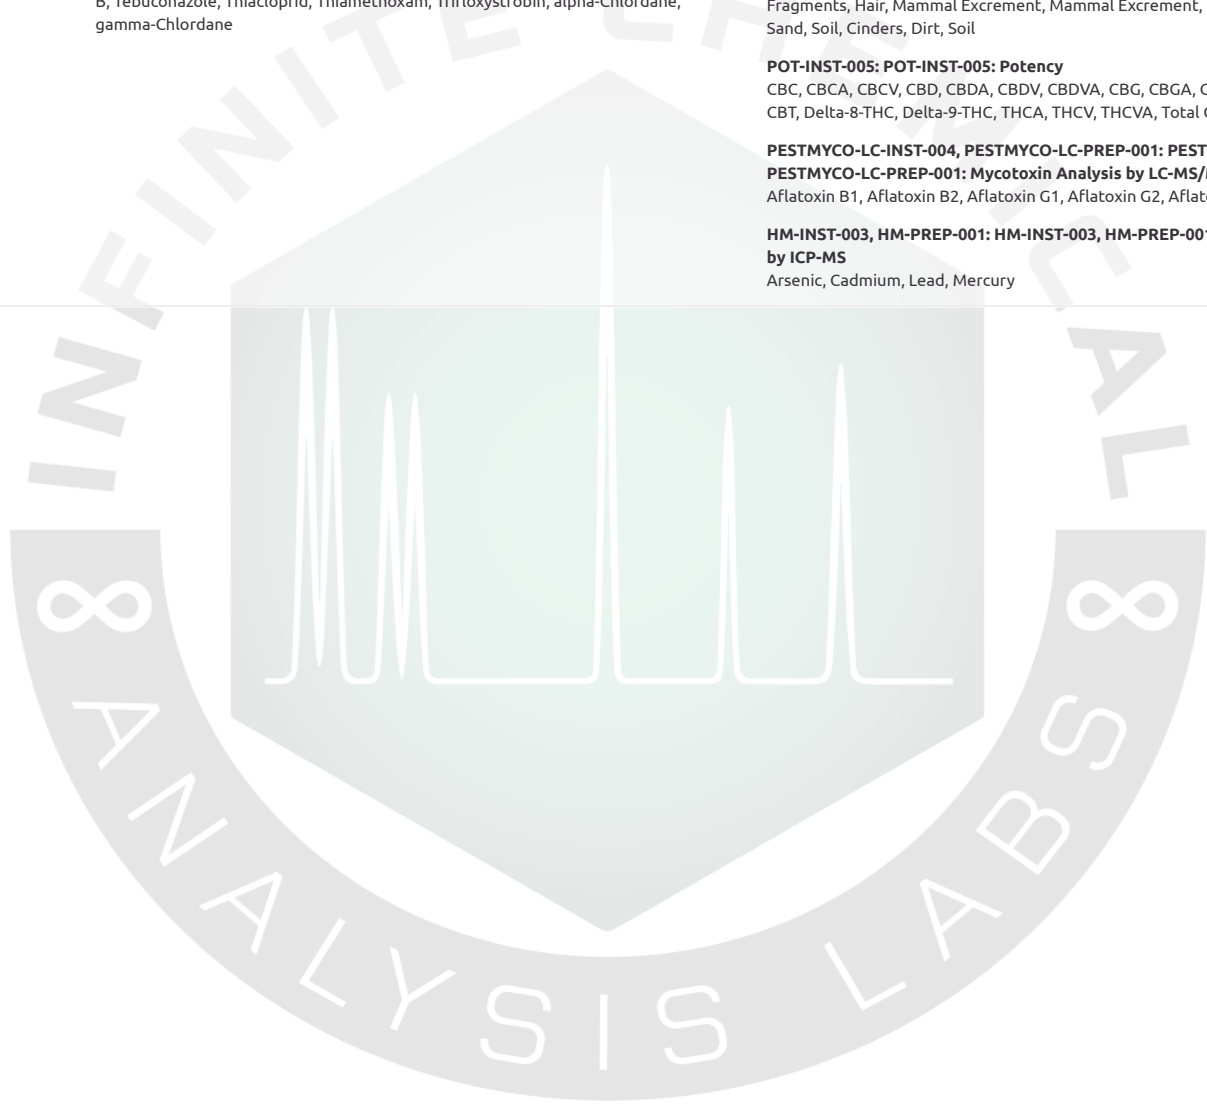 B, Tebuconazole, Thiacloprid, Thiamethoxam, Trifloxystrobin, alpha-Chlordane,
gamma-Chlordane
Fragments, Hair, Mammal Excrement, Mammal Excrement,
Sand, Soil, Cinders, Dirt, Soil
POT-INST-005: POT-INST-005: Potency
CBC, CBCA, CBCV, CBD, CBDA, CBDV, CBDVA, CBG, CBGA, C
CBT, Delta-8-THC, Delta-9-THC, THCA, THCV, THCVA, Total
PESTMYCO-LC-INST-004, PESTMYCO-LC-PREP-001: PEST
PESTMYCO-LC-PREP-001: Mycotoxin Analysis by LC-MS/
Aflatoxin B1, Aflatoxin B2, Aflatoxin G1, Aflatoxin G2, Aflat
HM-INST-003, HM-PREP-001: HM-INST-003, HM-PREP-001
by ICP-MS
Arsenic, Cadmium, Lead, Mercury
INFINITE CHEMICAL
∞ ANALYSIS LABS ∞